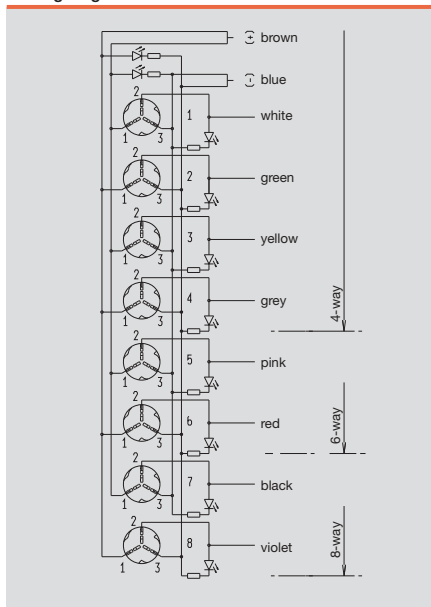 (+) brown
(-) blue
2
1 3
1 white
2
1 3
2 green
2
1 3
3 yellow
2
1 3
4 grey
4-way
2
1 3
5 pink
2
1 3
6 red
6-way
2
1 3
7 black
2
1 3
8 violet
8-way